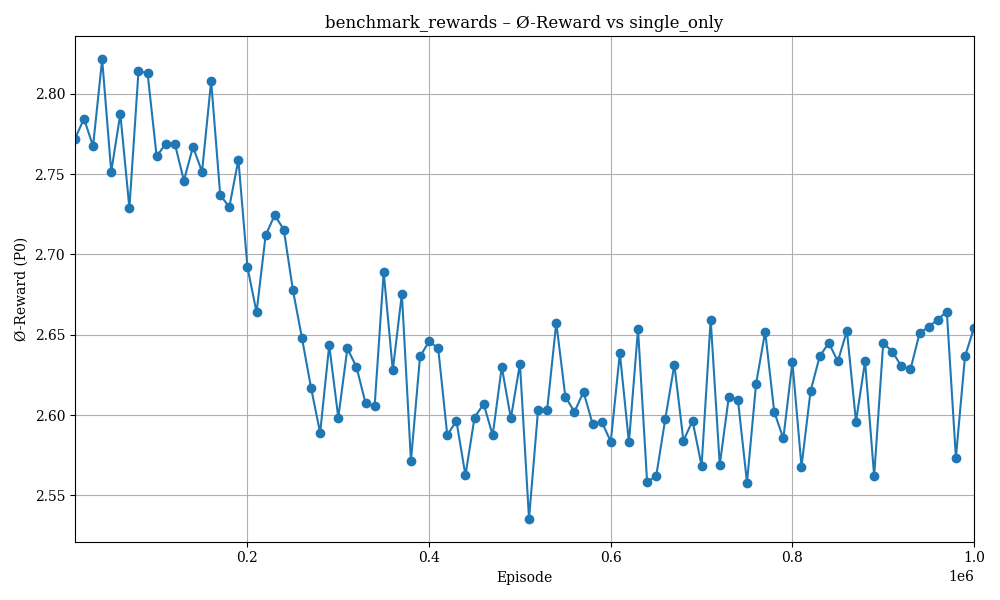 benchmark_rewards – Ø-Reward vs single_only
Ø-Reward (P0)
2.80
2.75
2.70
2.65
2.60
2.55
0.2 0.4 0.6 0.8 1.0
Episode
1e6